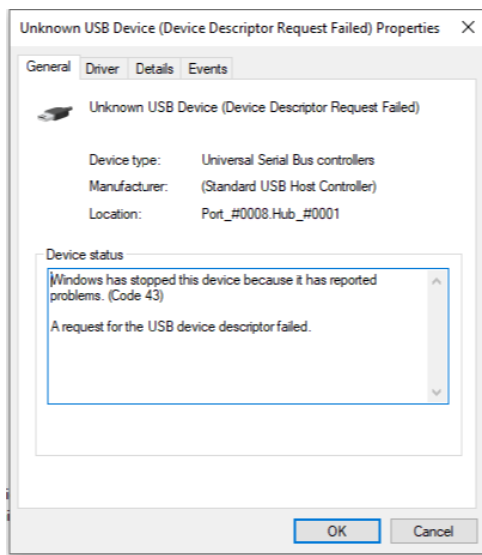 Unknown USB Device (Device Descriptor Request Failed) Properties
General Driver Details Events
Unknown USB Device (Device Descriptor Request Failed)
Device type: Universal Serial Bus controllers
Manufacturer: (Standard USB Host Controller)
Location: Port_#0008.Hub_#0001
Device status
Windows has stopped this device because it has reported
problems. (Code 43)
A request for the USB device descriptor failed.
OK Cancel